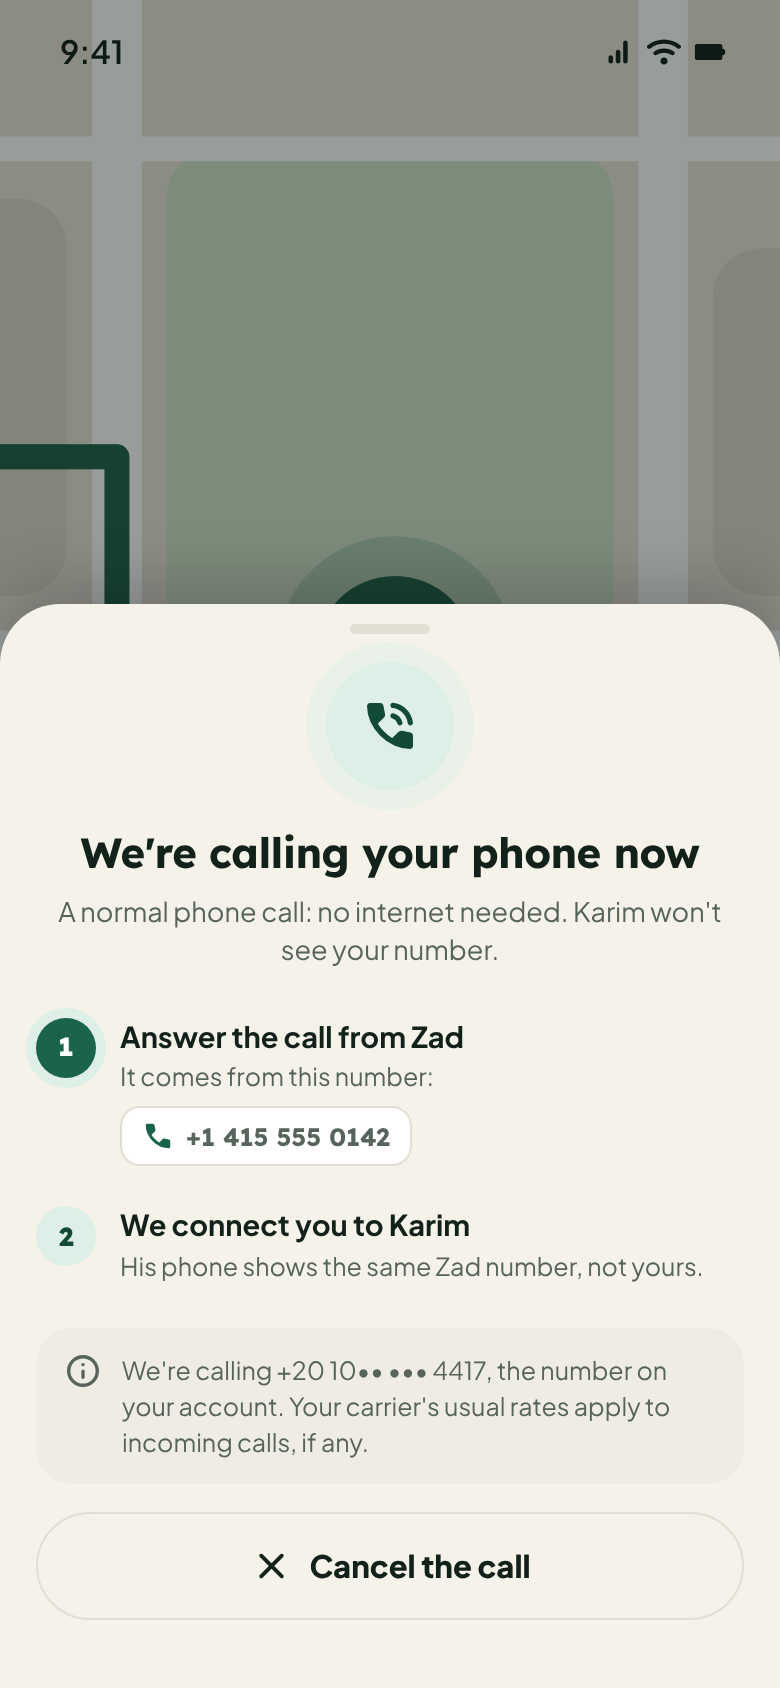 9:41
We're calling your phone now
A normal phone call: no internet needed. Karim won't
see your number.
1
Answer the call from Zad
It comes from this number:
+1 415 555 0142
2
We connect you to Karim
His phone shows the same Zad number, not yours.
We're calling +20 10•• ••• 4417, the number on
your account. Your carrier's usual rates apply to
incoming calls, if any.
Cancel the call